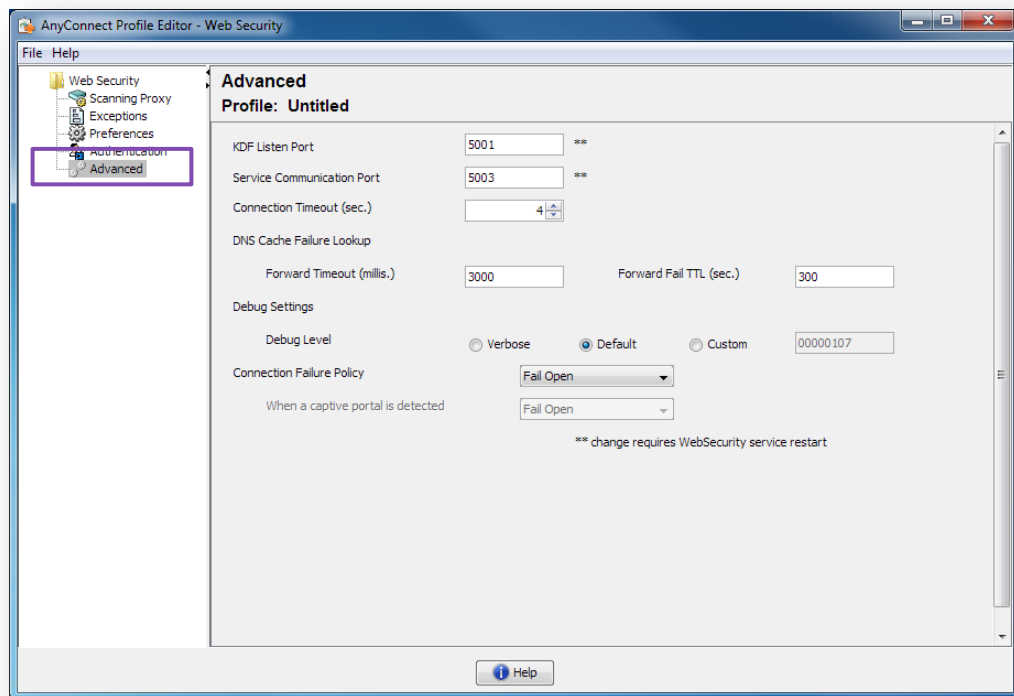 AnyConnect Profile Editor - Web Security
File Help
Web Security
Scanning Proxy
Exceptions
Preferences
Authentication
Advanced
Advanced
Profile: Untitled
KDF Listen Port 5001 **
Service Communication Port 5003 **
Connection Timeout (sec.) 4
DNS Cache Failure Lookup
Forward Timeout (millis.) 3000 Forward Fail TTL (sec.) 300
Debug Settings
Debug Level Verbose Default Custom 00000107
Connection Failure Policy Fail Open
When a captive portal is detected Fail Open
** change requires WebSecurity service restart
Help